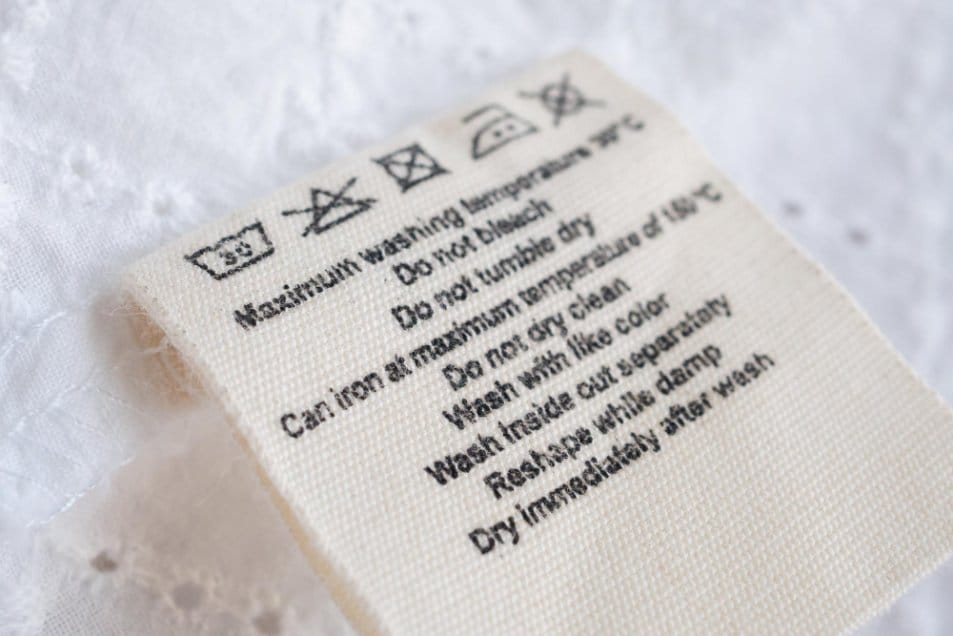 30
Maximum washing temperature 30°C
Do not bleach
Do not tumble dry
Can iron at maximum temperature of 150°C
Do not dry clean
Wash with like color
Wash inside out separately
Reshape while damp
Dry immediately after wash